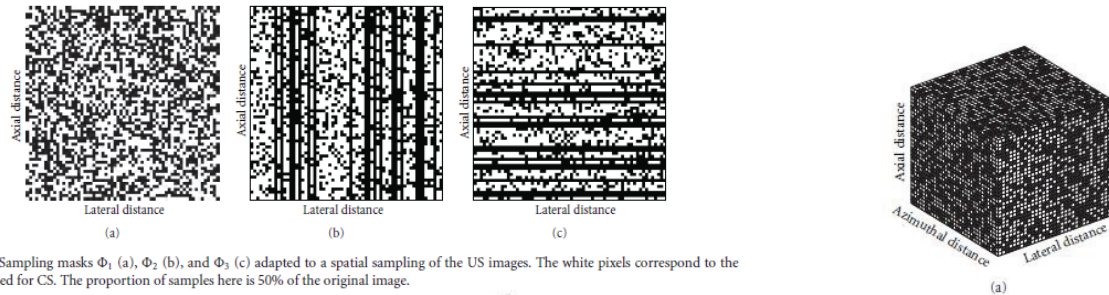 Axial distance
Lateral distance
(a)
Axial distance
Lateral distance
(b)
Axial distance
Lateral distance
(c)
Sampling masks Φ1 (a), Φ2 (b), and Φ3 (c) adapted to a spatial sampling of the US images. The white pixels correspond to the
ed for CS. The proportion of samples here is 50% of the original image.
Axial distance
Azimuthal distance
Lateral distance
(a)